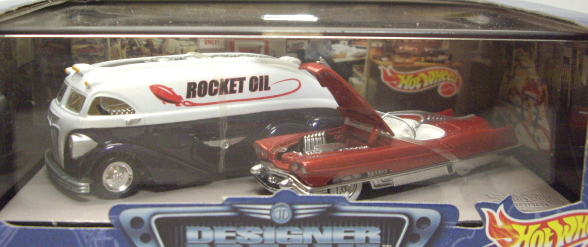 ROCKET OIL
HOT WHEELS
DESIGNER
HOT WHEELS